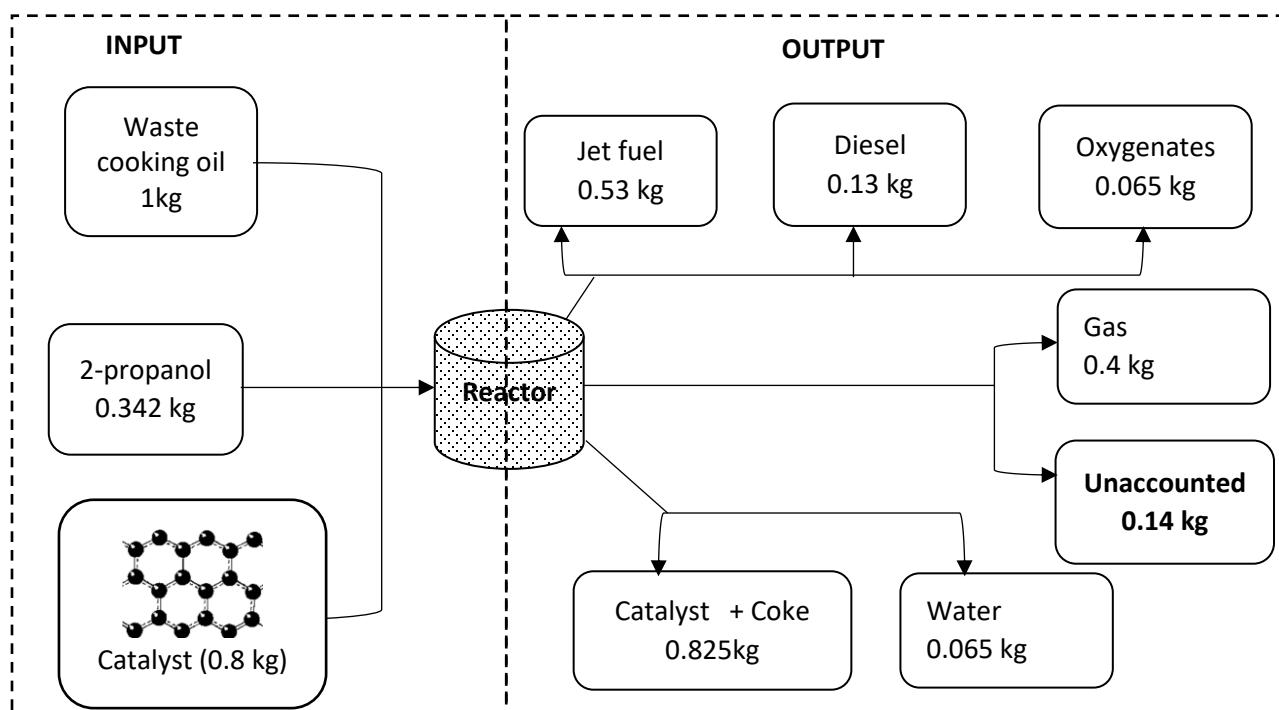 INPUT
Waste
cooking oil
1kg
2-propanol
0.342 kg
Catalyst (0.8 kg)
Reactor
OUTPUT
Jet fuel
0.53 kg
Diesel
0.13 kg
Oxygenates
0.065 kg
Gas
0.4 kg
Unaccounted
0.14 kg
Catalyst + Coke
0.825kg
Water
0.065 kg